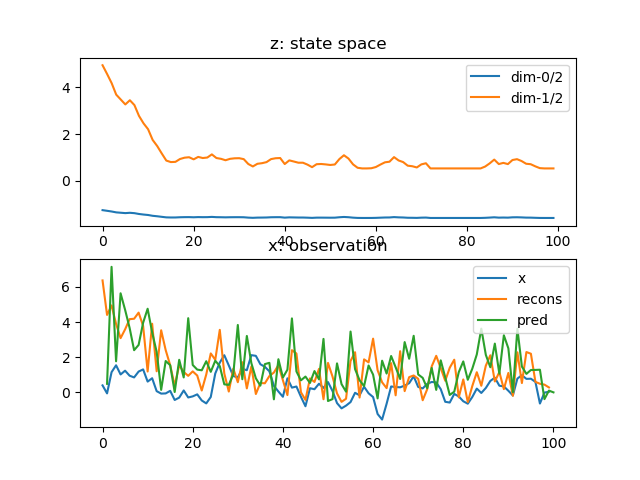 z: state space
4
2
0
dim-0/2
dim-1/2
0 20 40 60 80 100
x: observation
6
4
2
0
x
recons
pred
0 20 40 60 80 100